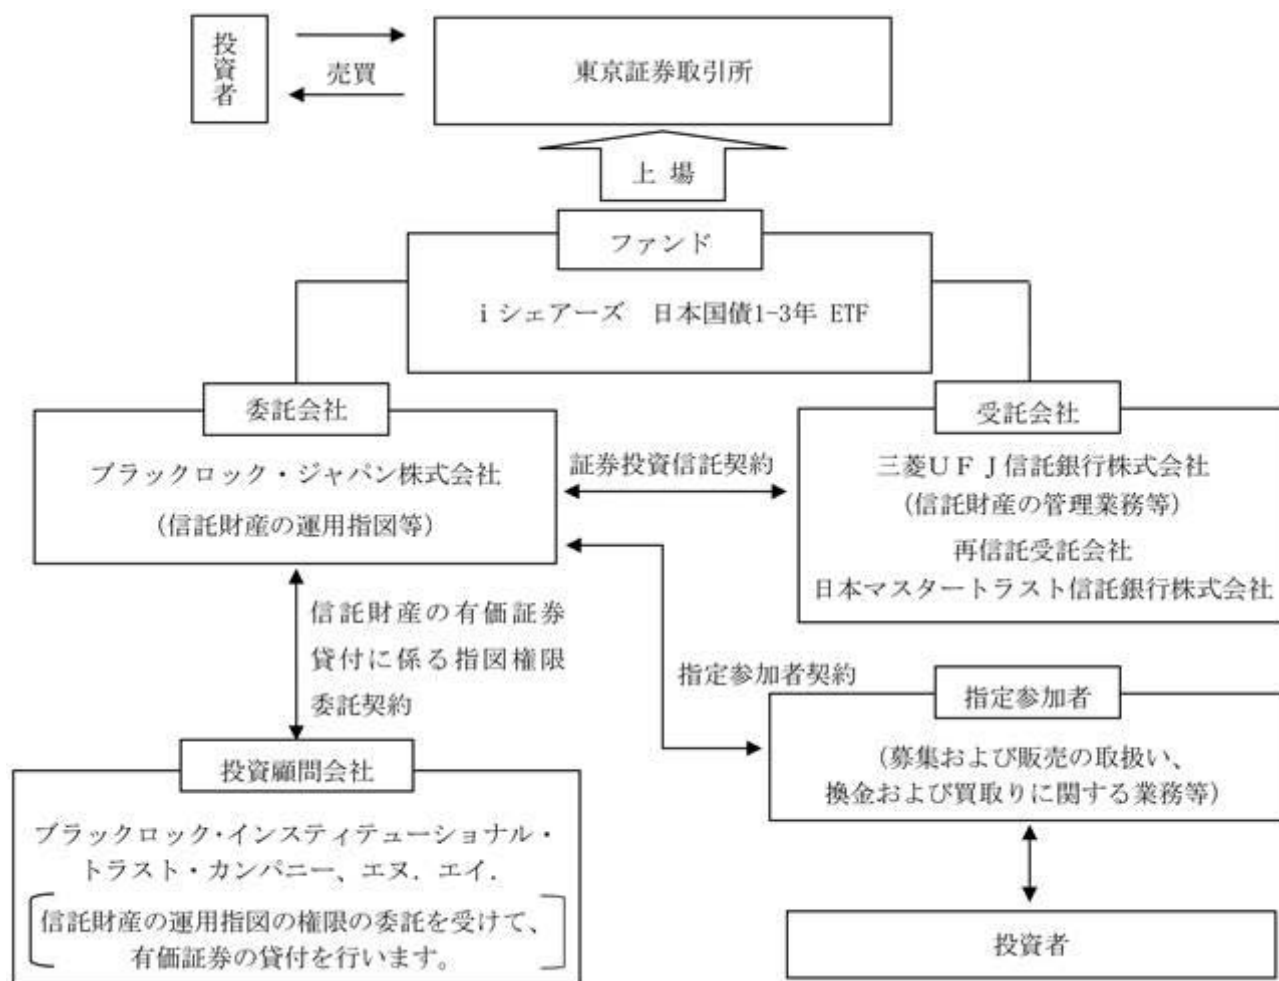 投資者
売買
東京証券取引所
上 場
ファンド
i シェアーズ　日本国債1-3年 ETF
委託会社
ブラックロック・ジャパン株式会社
(信託財産の運用指図等)
証券投資信託契約
受託会社
三菱ＵＦＪ信託銀行株式会社
(信託財産の管理業務等)
再信託受託会社
日本マスタートラスト信託銀行株式会社
信託財産の有価証券
貸付に係る指図権限
委託契約
指定参加者契約
指定参加者
(募集および販売の取扱い、
換金および買取りに関する業務等)
投資顧問会社
ブラックロック・インスティテューショナル・
トラスト・カンパニー、エヌ．エイ．
信託財産の運用指図の権限の委託を受けて、
有価証券の貸付を行います。
投資者